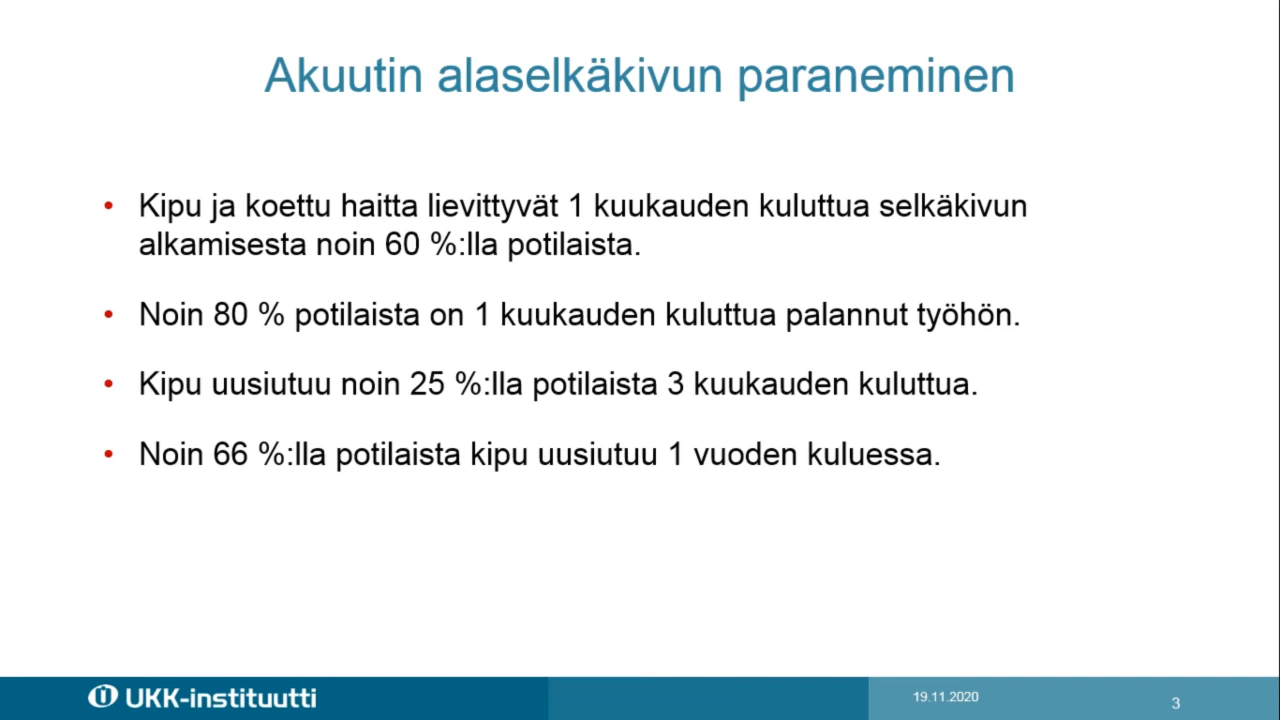 Akuutin alaselkäkivun paraneminen
• Kipu ja koettu haitta lievittyvät 1 kuukauden kuluttua selkäkivun
alkamisesta noin 60 %:lla potilaista.
• Noin 80 % potilaista on 1 kuukauden kuluttua palannut työhön.
• Kipu uusiutuu noin 25 %:lla potilaista 3 kuukauden kuluttua.
• Noin 66 %:lla potilaista kipu uusiutuu 1 vuoden kuluessa.
UKK-instituutti
19.11.2020
3